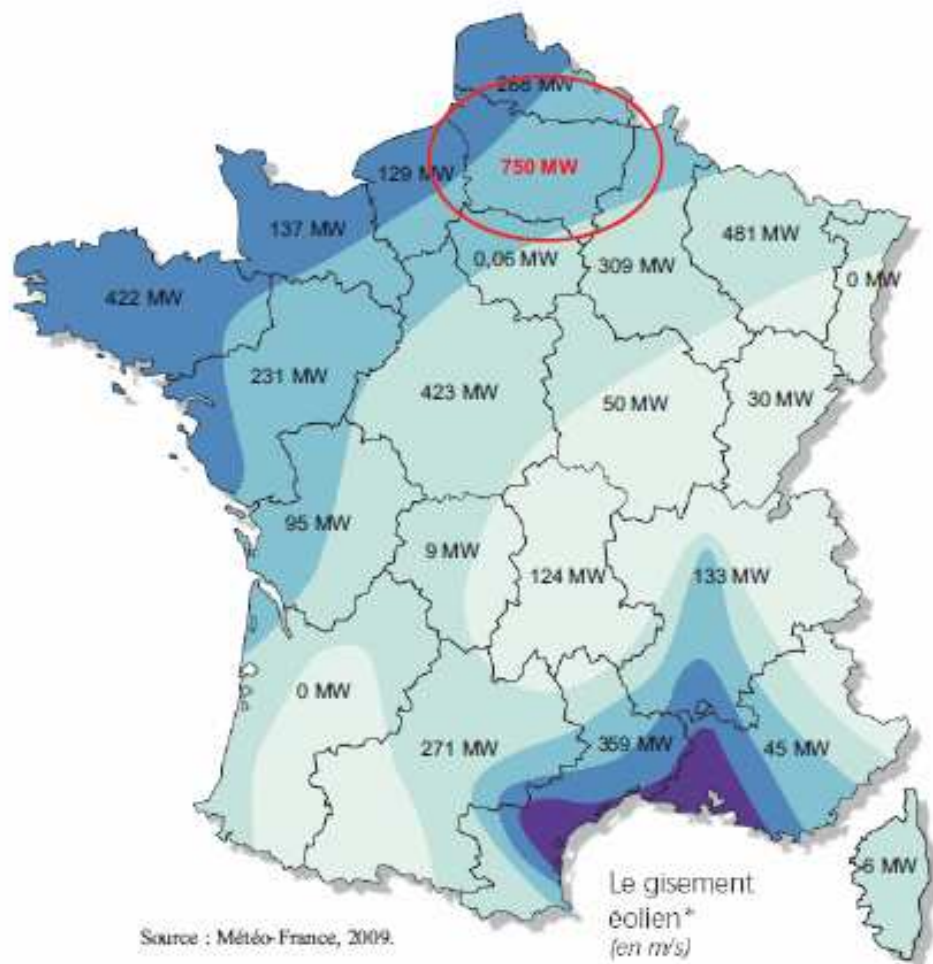 266 MW
750 MW
129 MW
137 MW
481 MW
0,06 MW
309 MW
0 MW
422 MW
231 MW
423 MW
50 MW
30 MW
95 MW
9 MW
124 MW
133 MW
0 MW
271 MW
359 MW
45 MW
6 MW
Le gisement
éolien*
(en m/s)
Source : Météo-France, 2009.